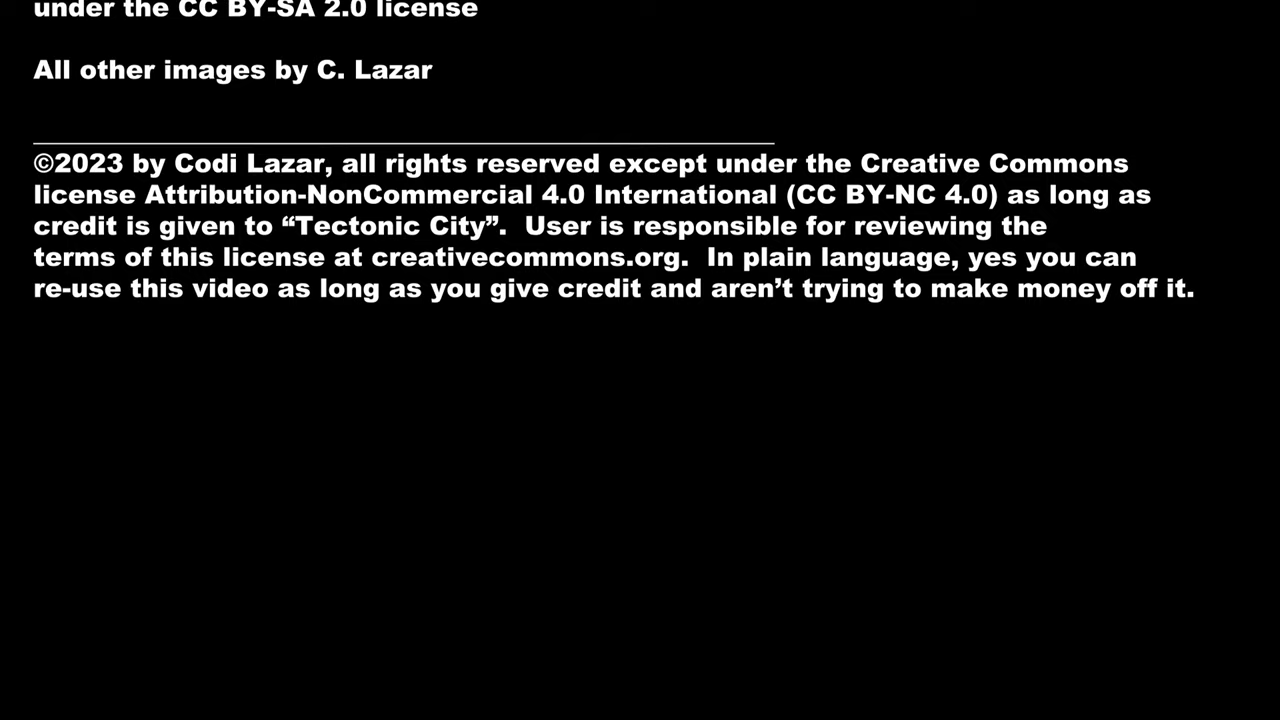 under the CC BY-SA 2.0 license
All other images by C. Lazar
©2023 by Codi Lazar, all rights reserved except under the Creative Commons
license Attribution-NonCommercial 4.0 International (CC BY-NC 4.0) as long as
credit is given to “Tectonic City”.  User is responsible for reviewing the
terms of this license at creativecommons.org.  In plain language, yes you can
re-use this video as long as you give credit and aren’t trying to make money off it.